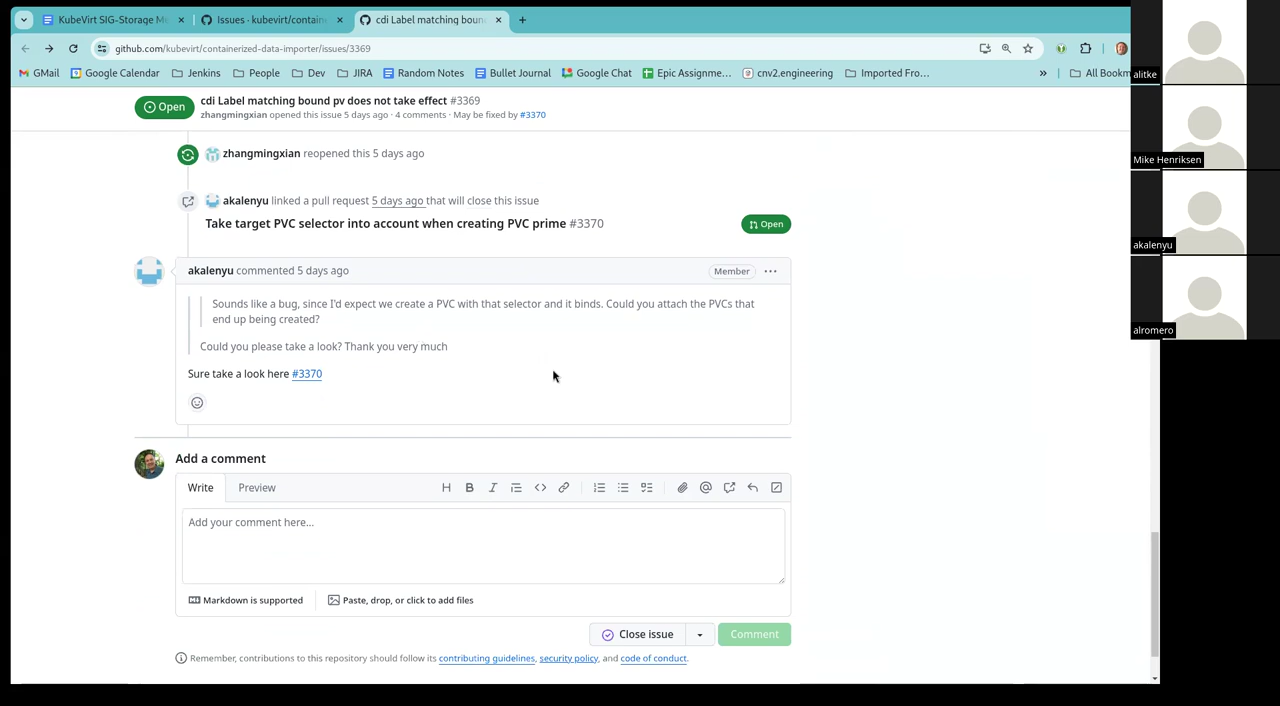 KubeVirt SIG-Storage M
Issues · kubevirt/contain
cdi Label matching boun
github.com/kubevirt/containerized-data-importer/issues/3369
GMail
Google Calendar
Jenkins
People
Dev
JIRA
Random Notes
Bullet Journal
Google Chat
Epic Assignme...
cnv2.engineering
Imported Fro...
»
All Bookm
Open
cdi Label matching bound pv does not take effect #3369
zhangmingxian opened this issue 5 days ago · 4 comments · May be fixed by #3370
zhangmingxian reopened this 5 days ago
akalenyu linked a pull request 5 days ago that will close this issue
Take target PVC selector into account when creating PVC prime #3370
Open
akalenyu commented 5 days ago
Member
Sounds like a bug, since I'd expect we create a PVC with that selector and it binds. Could you attach the PVCs that
end up being created?
Could you please take a look? Thank you very much
Sure take a look here #3370
Add a comment
Write
Preview
Add your comment here...
Markdown is supported
Paste, drop, or click to add files
Close issue
Comment
Remember, contributions to this repository should follow its contributing guidelines, security policy, and code of conduct.
alitke
Mike Henriksen
akalenyu
alromero